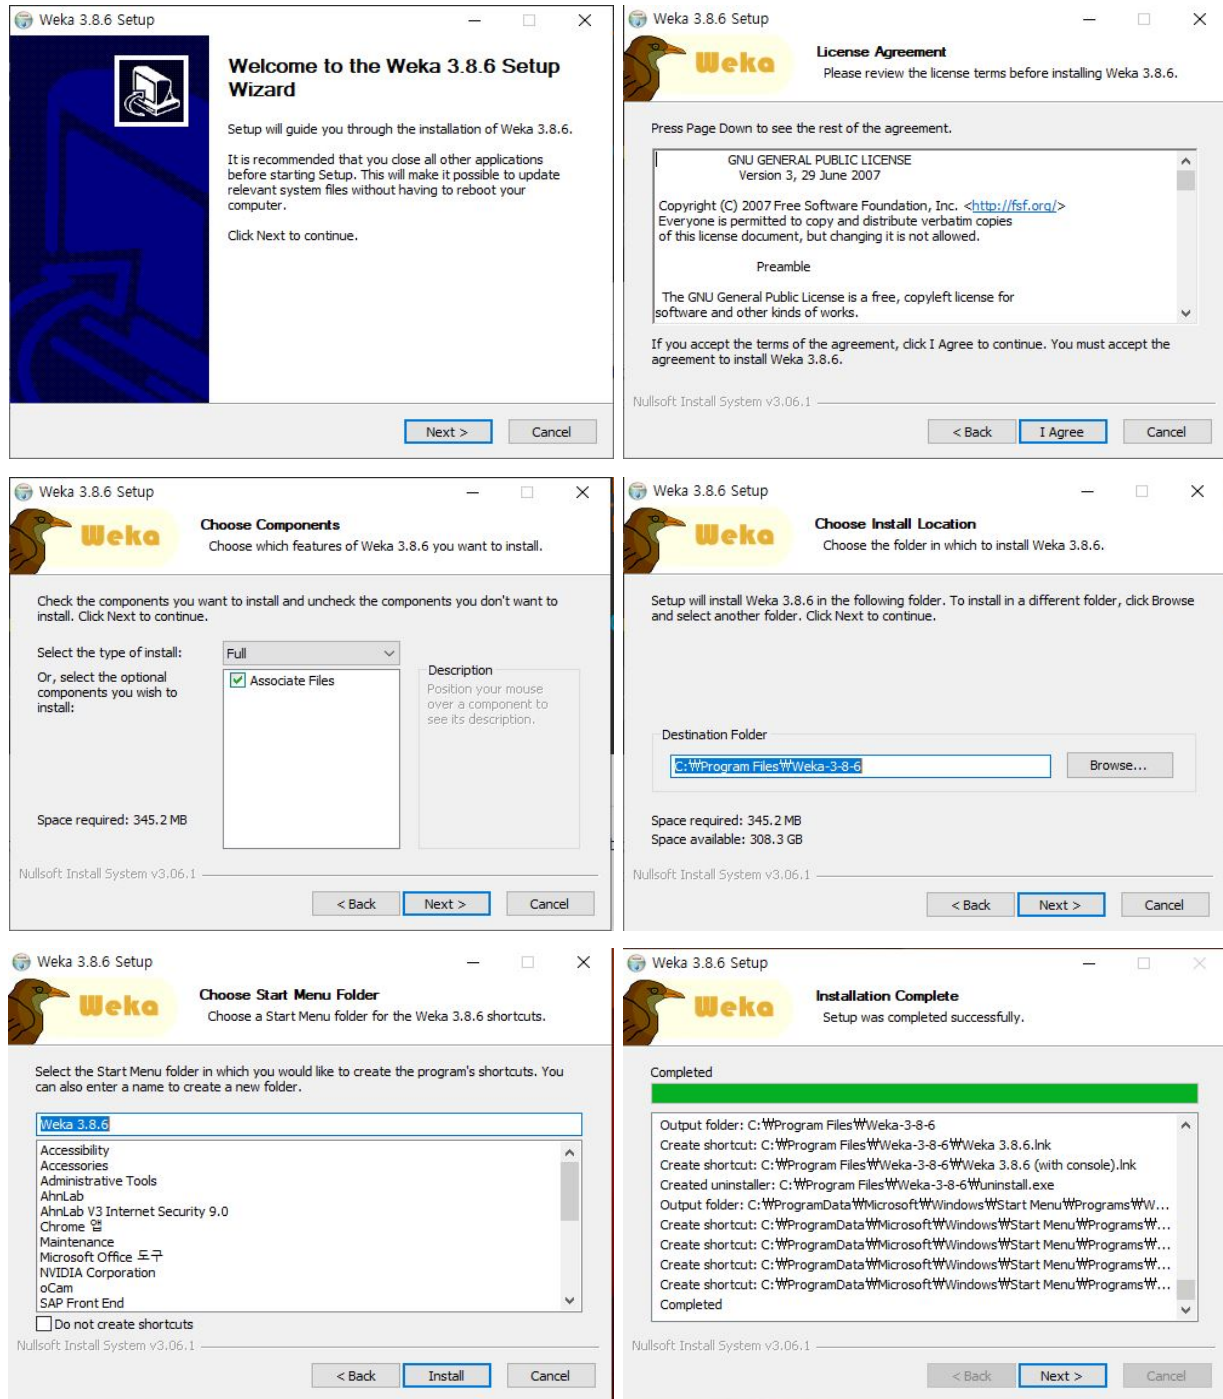 Weka 3.8.6 Setup
Welcome to the Weka 3.8.6 Setup
Wizard
Setup will guide you through the installation of Weka 3.8.6.
It is recommended that you close all other applications
before starting Setup. This will make it possible to update
relevant system files without having to reboot your
computer.
Click Next to continue.
Next >
Cancel
Weka 3.8.6 Setup
Weka
License Agreement
Please review the license terms before installing Weka 3.8.6.
Press Page Down to see the rest of the agreement.
GNU GENERAL PUBLIC LICENSE
Version 3, 29 June 2007
Copyright (C) 2007 Free Software Foundation, Inc. <http://fsf.org/>
Everyone is permitted to copy and distribute verbatim copies
of this license document, but changing it is not allowed.
Preamble
The GNU General Public License is a free, copyleft license for
software and other kinds of works.
If you accept the terms of the agreement, click I Agree to continue. You must accept the
agreement to install Weka 3.8.6.
Nullsoft Install System v3.06.1
< Back
I Agree
Cancel
Weka 3.8.6 Setup
Weka
Choose Components
Choose which features of Weka 3.8.6 you want to install.
Check the components you want to install and uncheck the components you don't want to
install. Click Next to continue.
Select the type of install:
Full
Or, select the optional
components you wish to
install:
Associate Files
Description
Position your mouse
over a component to
see its description.
Space required: 345.2 MB
Nullsoft Install System v3.06.1
< Back
Next >
Cancel
Weka 3.8.6 Setup
Weka
Choose Install Location
Choose the folder in which to install Weka 3.8.6.
Setup will install Weka 3.8.6 in the following folder. To install in a different folder, click Browse
and select another folder. Click Next to continue.
Destination Folder
C:₩Program Files₩Weka-3-8-6
Browse...
Space required: 345.2 MB
Space available: 308.3 GB
Nullsoft Install System v3.06.1
< Back
Next >
Cancel
Weka 3.8.6 Setup
Weka
Choose Start Menu Folder
Choose a Start Menu folder for the Weka 3.8.6 shortcuts.
Select the Start Menu folder in which you would like to create the program's shortcuts. You
can also enter a name to create a new folder.
Weka 3.8.6
Accessibility
Accessories
Administrative Tools
AhnLab
AhnLab V3 Internet Security 9.0
Chrome 앱
Maintenance
Microsoft Office 도구
NVIDIA Corporation
oCam
SAP Front End
Do not create shortcuts
Nullsoft Install System v3.06.1
< Back
Install
Cancel
Weka 3.8.6 Setup
Weka
Installation Complete
Setup was completed successfully.
Completed
Output folder: C:₩Program Files₩Weka-3-8-6
Create shortcut: C:₩Program Files₩Weka-3-8-6₩Weka 3.8.6.lnk
Create shortcut: C:₩Program Files₩Weka-3-8-6₩Weka 3.8.6 (with console).lnk
Created uninstaller: C:₩Program Files₩Weka-3-8-6₩uninstall.exe
Output folder: C:₩ProgramData₩Microsoft₩Windows₩Start Menu₩Programs₩W...
Create shortcut: C:₩ProgramData₩Microsoft₩Windows₩Start Menu₩Programs₩...
Create shortcut: C:₩ProgramData₩Microsoft₩Windows₩Start Menu₩Programs₩...
Create shortcut: C:₩ProgramData₩Microsoft₩Windows₩Start Menu₩Programs₩...
Create shortcut: C:₩ProgramData₩Microsoft₩Windows₩Start Menu₩Programs₩...
Completed
Nullsoft Install System v3.06.1
< Back
Next >
Cancel